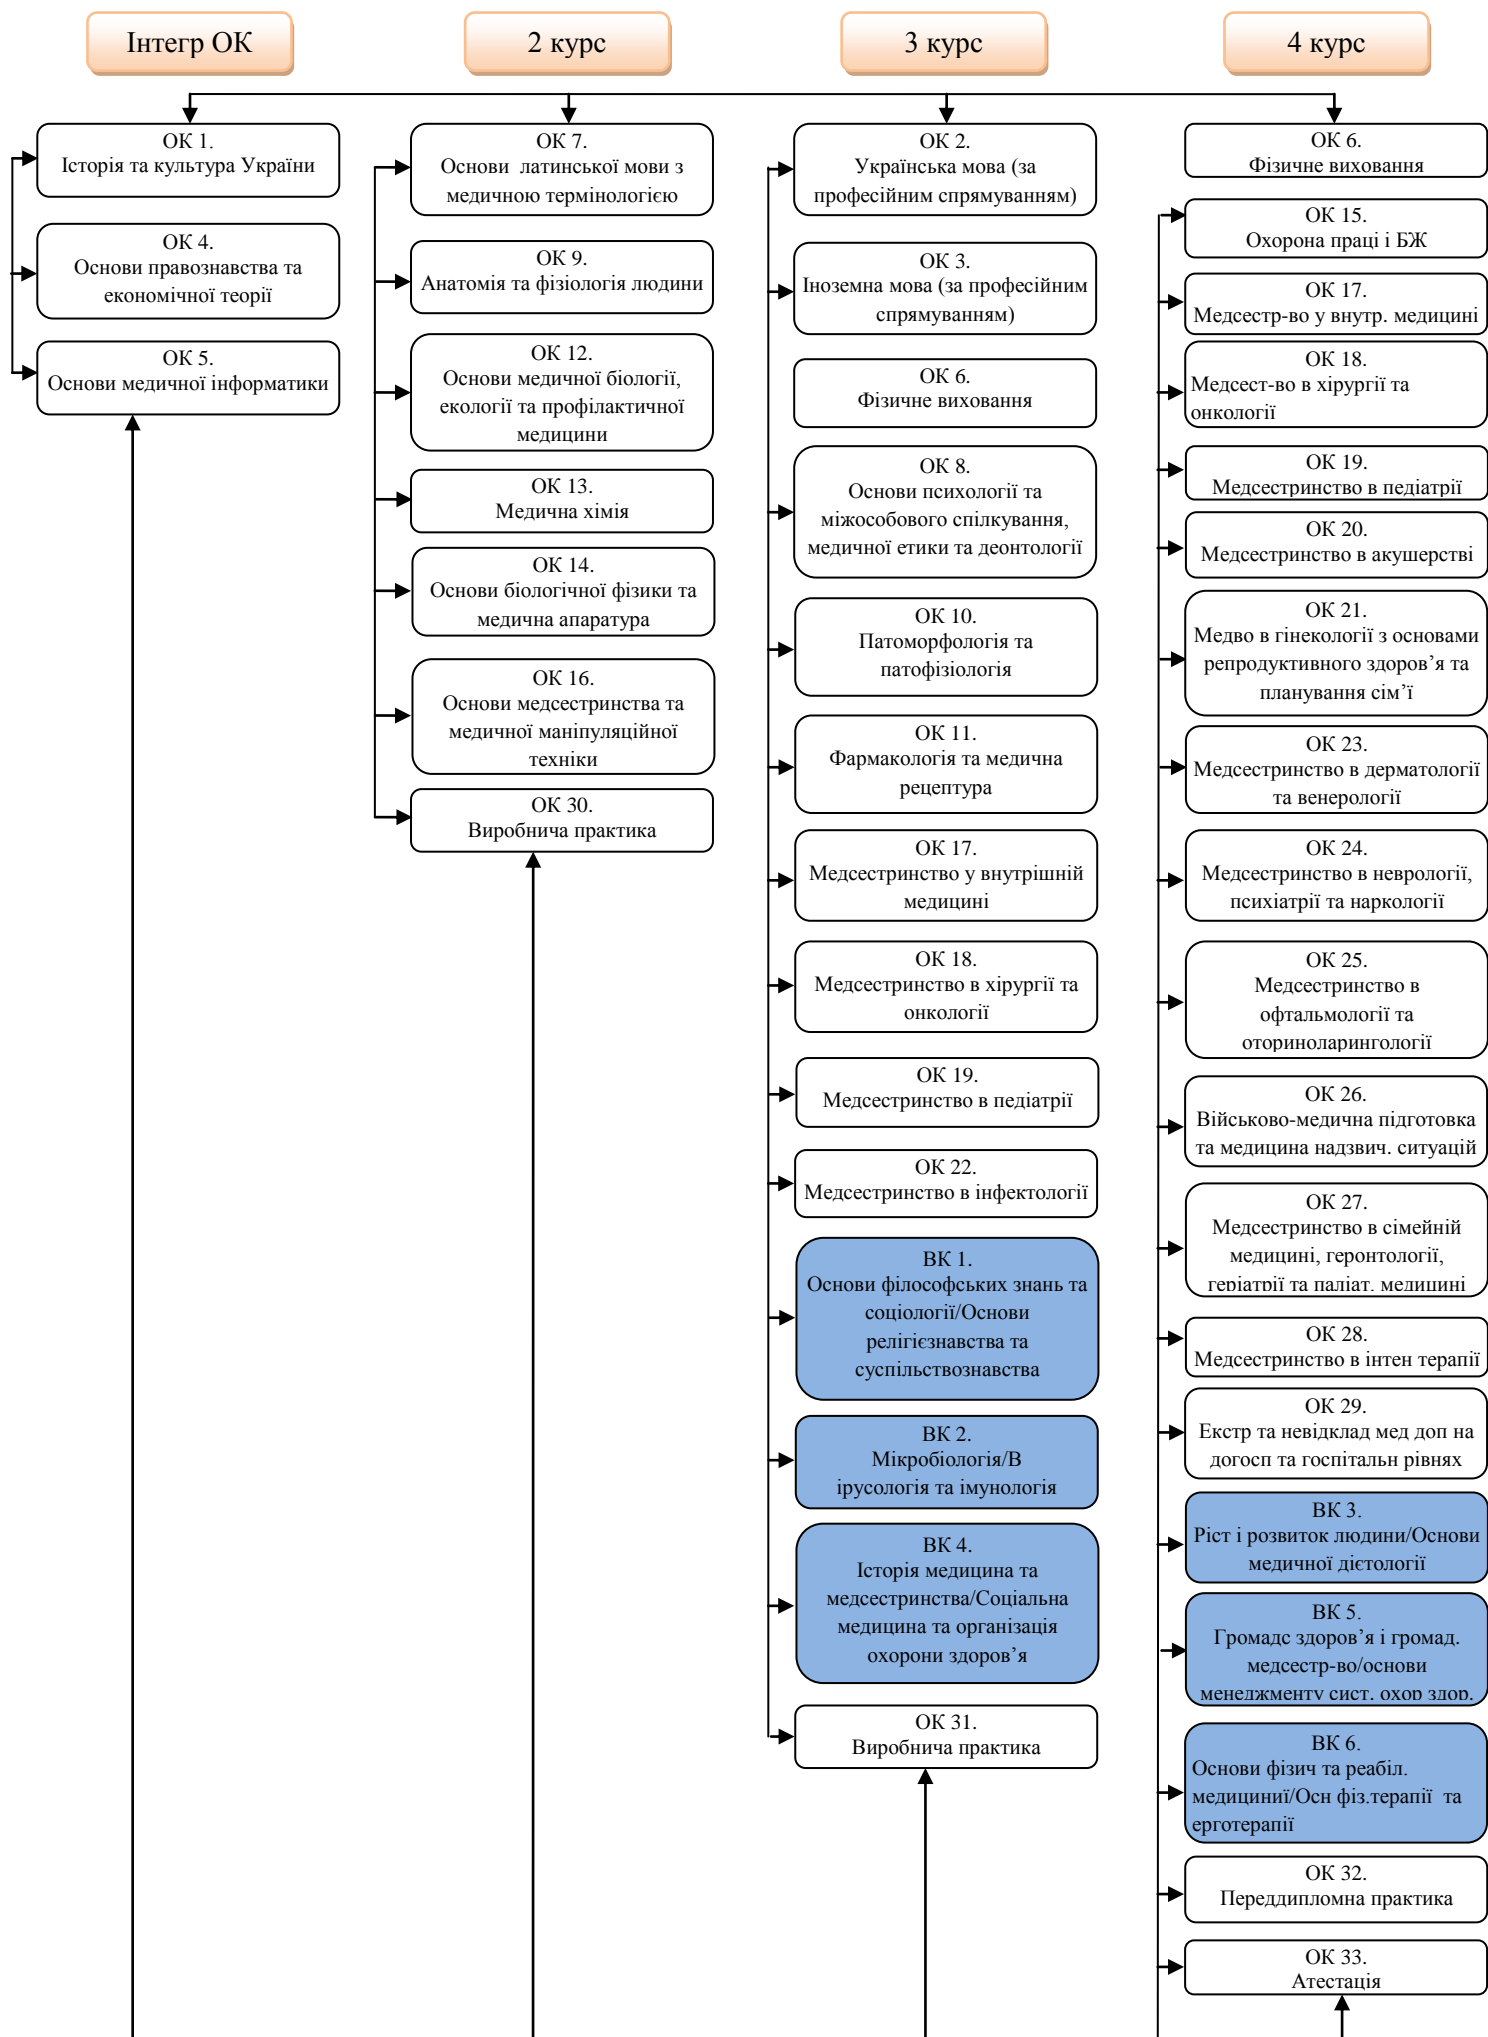 Інтегр ОК
2 курс
3 курс
4 курс
ОК 1.
Історія та культура України
ОК 4.
Основи правознавства та
економічної теорії
ОК 5.
Основи медичної інформатики
ОК 7.
Основи латинської мови з
медичною термінологією
ОК 9.
Анатомія та фізіологія людини
ОК 12.
Основи медичної біології,
екології та профілактичної
медицини
ОК 13.
Медична хімія
ОК 14.
Основи біологічної фізики та
медична апаратура
ОК 16.
Основи медсестринства та
медичної маніпуляційної
техніки
ОК 30.
Виробнича практика
ОК 2.
Українська мова (за
професійним спрямуванням)
ОК 3.
Іноземна мова (за професійним
спрямуванням)
ОК 6.
Фізичне виховання
ОК 8.
Основи психології та
міжособового спілкування,
медичної етики та деонтології
ОК 10.
Патоморфологія та
патофізіологія
ОК 11.
Фармакологія та медична
рецептура
ОК 17.
Медсестринство у внутрішній
медицині
ОК 18.
Медсестринство в хірургії та
онкології
ОК 19.
Медсестринство в педіатрії
ОК 22.
Медсестринство в інфектології
ВК 1.
Основи філософських знань та
соціології/Основи
релігієзнавства та
суспільствознавства
ВК 2.
Мікробіологія/В
ірусологія та імунологія
ВК 4.
Історія медицина та
медсестринства/Соціальна
медицина та організація
охорони здоров’я
ОК 31.
Виробнича практика
ОК 6.
Фізичне виховання
ОК 15.
Охорона праці і БЖ
ОК 17.
Медсестр-во у внутр. медицині
ОК 18.
Медсест-во в хірургії та
онкології
ОК 19.
Медсестринство в педіатрії
ОК 20.
Медсестринство в акушерстві
ОК 21.
Медво в гінекології з основами
репродуктивного здоров’я та
планування сім’ї
ОК 23.
Медсестринство в дерматології
та венерології
ОК 24.
Медсестринство в неврології,
психіатрії та наркології
ОК 25.
Медсестринство в
офтальмології та
оториноларингології
ОК 26.
Військово-медична підготовка
та медицина надзвич. ситуацій
ОК 27.
Медсестринство в сімейній
медицині, геронтології,
геріатрії та паліат. медицині
ОК 28.
Медсестринство в інтен терапії
ОК 29.
Екстр та невідклад мед доп на
догосп та госпітальн рівнях
ВК 3.
Ріст і розвиток людини/Основи
медичної дієтології
ВК 5.
Громадс здоров’я і громад.
медсестр-во/основи
менеджменту сист. охор здор.
ВК 6.
Основи фізич та реабіл.
медициниї/Осн фіз.терапії та
ерготерапії
ОК 32.
Переддипломна практика
ОК 33.
Атестація